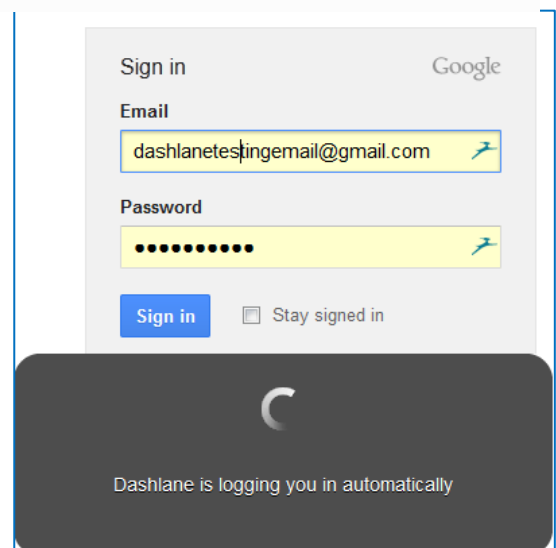 Sign in Google
Email
dashlanetestingemail@gmail.com
Password
••••••••••
Sign in Stay signed in
Dashlane is logging you in automatically